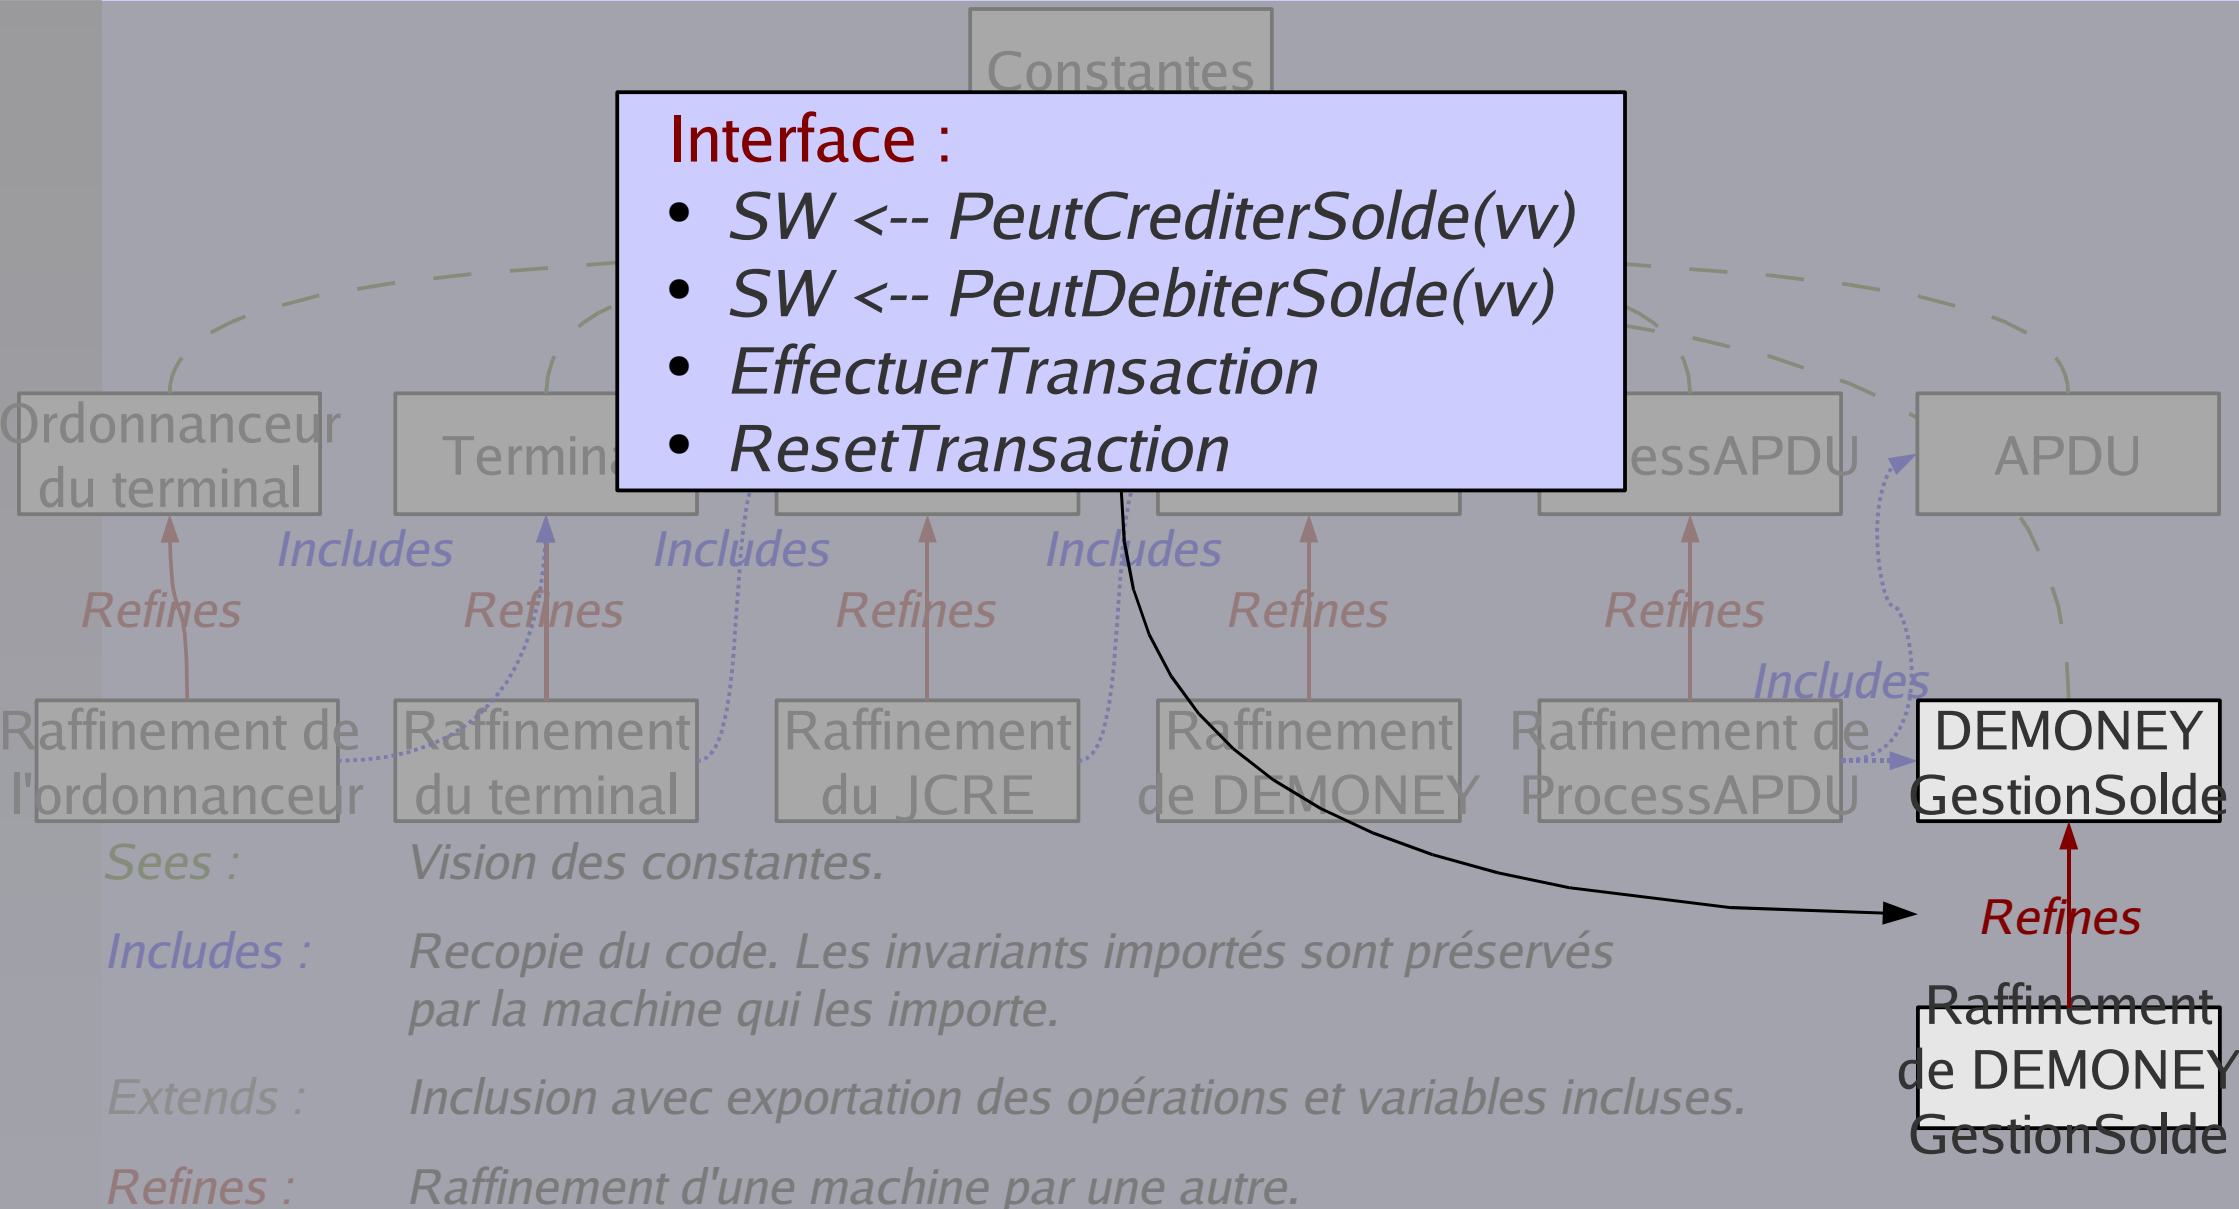 Constantes
Interface :
• SW <-- PeutCrediterSolde(vv)
• SW <-- PeutDebiterSolde(vv)
• EffectuerTransaction
• ResetTransaction
Ordonnanceur
du terminal
Termina
essAPDU
APDU
Includes
Includes
Includes
Refines
Refines
Refines
Refines
Refines
Includes
Raffinement de
l'ordonnanceur
Raffinement
du terminal
Raffinement
du JCRE
Raffinement
de DEMONEY
Raffinement de
ProcessAPDU
DEMONEY
GestionSolde
Refines
Raffinement
de DEMONEY
GestionSolde
Sees : Vision des constantes.
Includes : Recopie du code. Les invariants importés sont préservés
par la machine qui les importe.
Extends : Inclusion avec exportation des opérations et variables incluses.
Refines : Raffinement d'une machine par une autre.